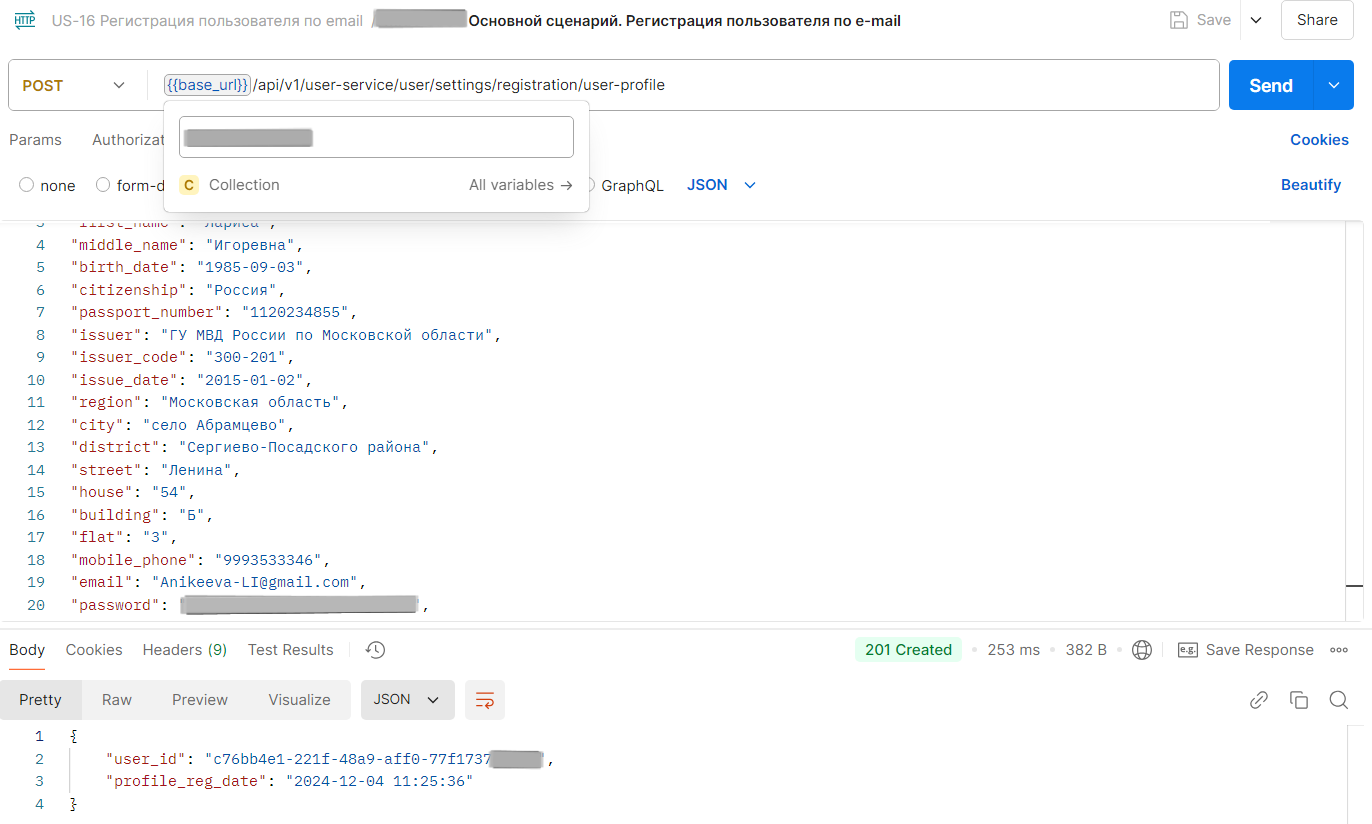 HTTP US-16 Регистрация пользователя по email / Основной сценарий. Регистрация пользователя по e-mail Save Share
POST {{base_url}}/api/v1/user-service/user/settings/registration/user-profile Send
Params Authorizat Cookies
none form-d GraphQL JSON Beautify
C Collection All variables →
3 "first_name": "Лариса",
4 "middle_name": "Игоревна",
5 "birth_date": "1985-09-03",
6 "citizenship": "Россия",
7 "passport_number": "1120234855",
8 "issuer": "ГУ МВД России по Московской области",
9 "issuer_code": "300-201",
10 "issue_date": "2015-01-02",
11 "region": "Московская область",
12 "city": "село Абрамцево",
13 "district": "Сергиево-Посадского района",
14 "street": "Ленина",
15 "house": "54",
16 "building": "Б",
17 "flat": "3",
18 "mobile_phone": "9993533346",
19 "email": "Anikeeva-LI@gmail.com",
20 "password": ,
Body Cookies Headers (9) Test Results 201 Created 253 ms 382 B e.g. Save Response
Pretty Raw Preview Visualize JSON
1 {
2 "user_id": "c76bb4e1-221f-48a9-aff0-77f1737 ",
3 "profile_reg_date": "2024-12-04 11:25:36"
4 }